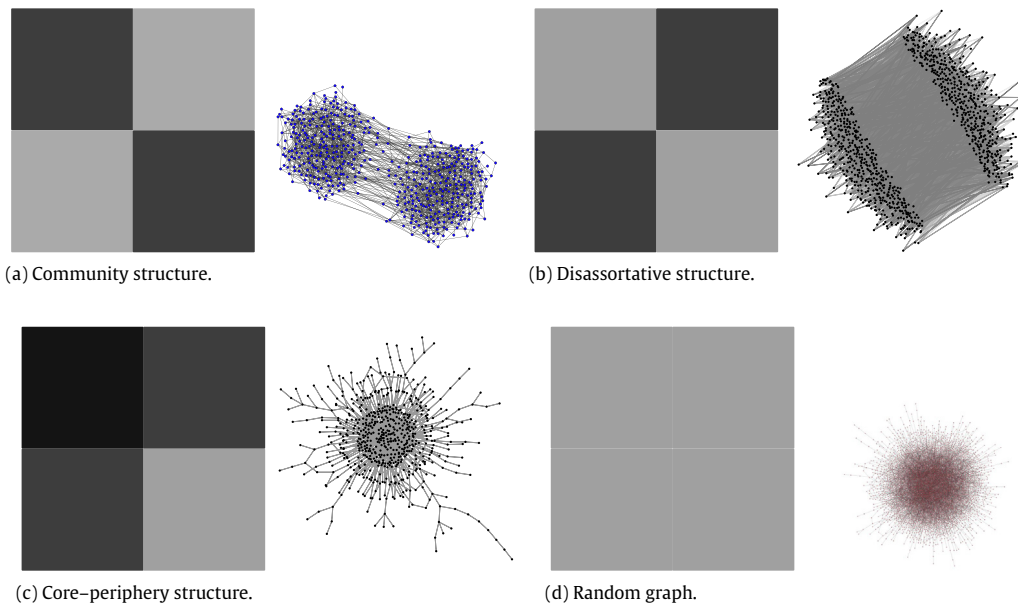 (a) Community structure.
(b) Disassortative structure.
(c) Core–periphery structure.
(d) Random graph.